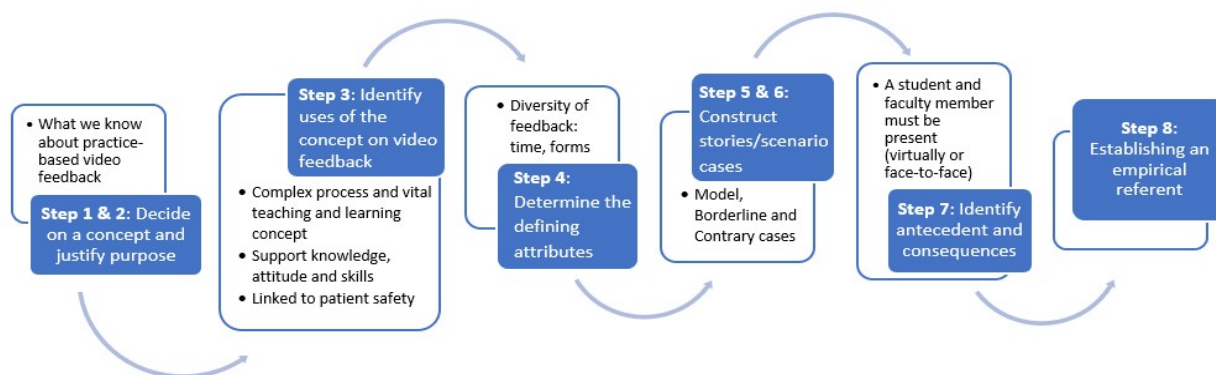 • What we know
about practice-
based video
feedback
Step 1 & 2: Decide
on a concept and
justify purpose
Step 3: Identify
uses of the
concept on video
feedback
• Complex process and vital
teaching and learning
concept
• Support knowledge,
attitude and skills
• Linked to patient safety
• Diversity of
feedback:
time, forms
Step 4:
Determine the
defining
attributes
Step 5 & 6:
Construct
stories/scenario
cases
• Model,
Borderline and
Contrary cases
• A student and
faculty member
must be
present
(virtually or
face-to-face)
Step 7: Identify
antecedent and
consequences
Step 8:
Establishing an
empirical
referent